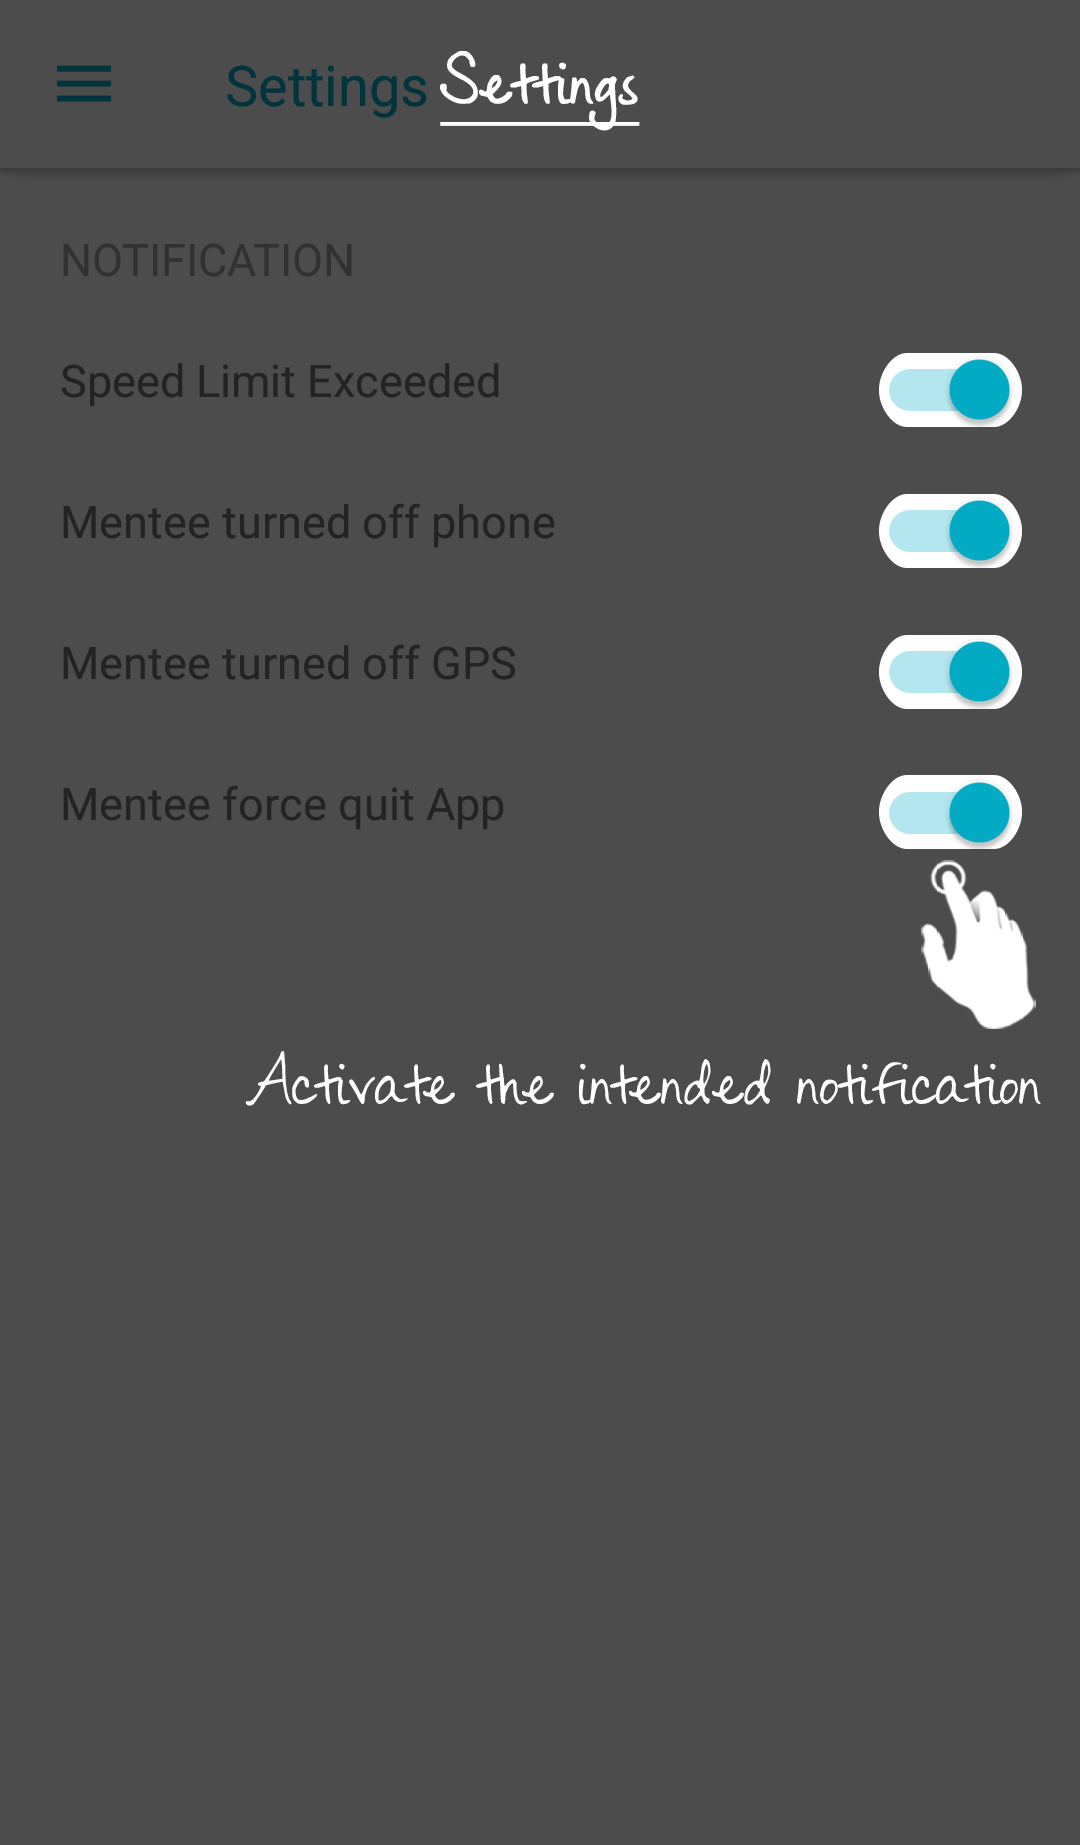 Settings Settings
NOTIFICATION
Speed Limit Exceeded
Mentee turned off phone
Mentee turned off GPS
Mentee force quit App
Activate the intended notification